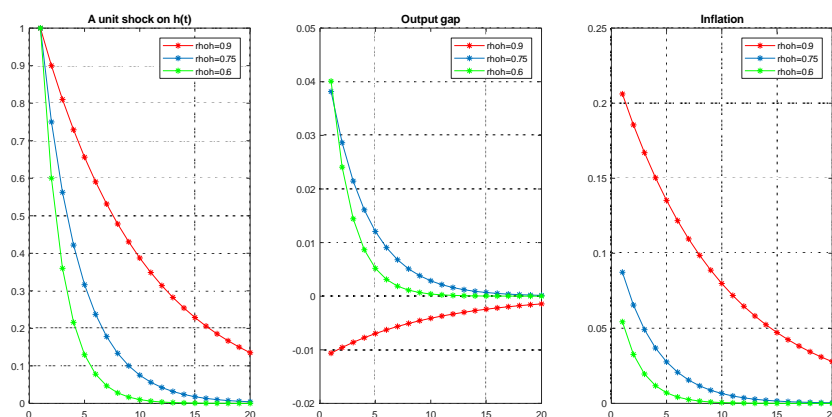 A unit shock on h(t)
1
0.9
0.8
0.7
0.6
0.5
0.4
0.3
0.2
0.1
0
0 5 10 15 20
rhoh=0.9
rhoh=0.75
rhoh=0.6
Output gap
0.05
0.04
0.03
0.02
0.01
0
-0.01
-0.02
0 5 10 15 20
rhoh=0.9
rhoh=0.75
rhoh=0.6
Inflation
0.25
0.2
0.15
0.1
0.05
0
0 5 10 15
rhoh=0.9
rhoh=0.75
rhoh=0.6